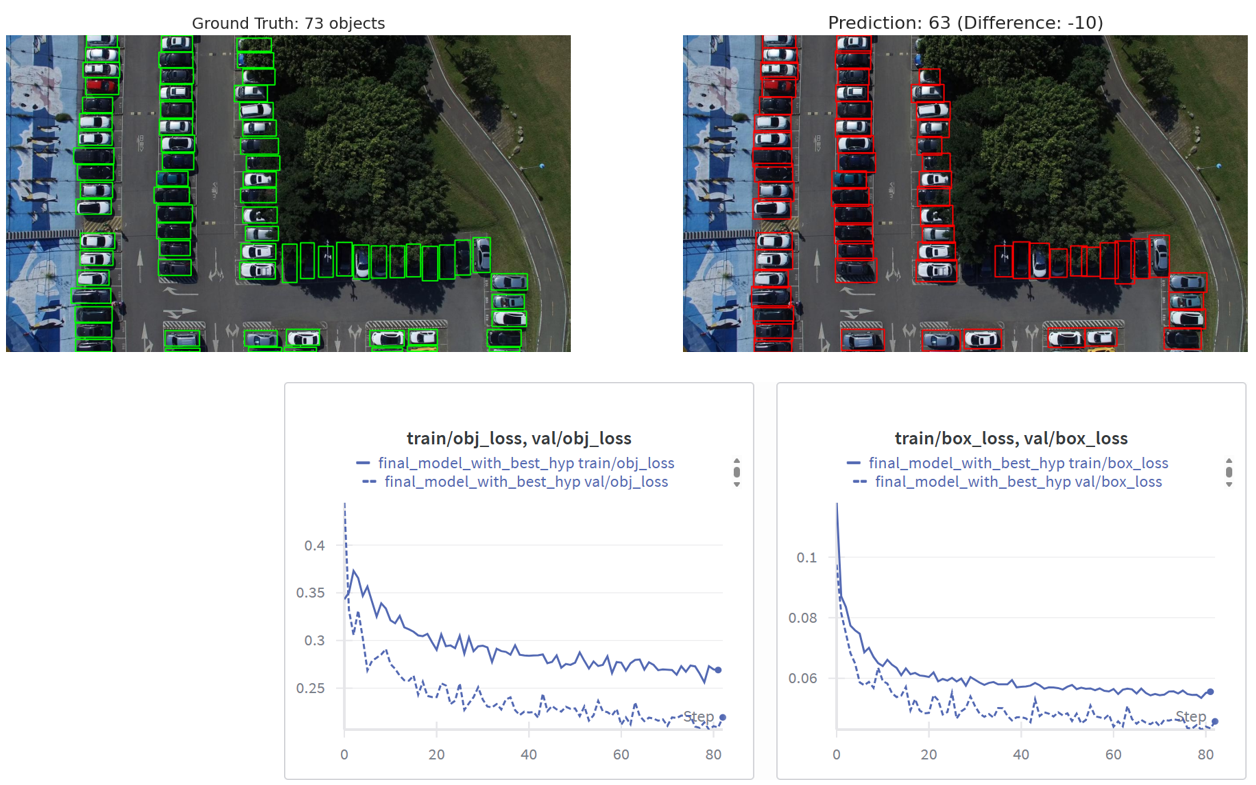 Ground Truth: 73 objects
Prediction: 63 (Difference: -10)
train/obj_loss, val/obj_loss
final_model_with_best_hyp train/obj_loss
final_model_with_best_hyp val/obj_loss
0.4
0.35
0.3
0.25
Step
0 20 40 60 80
train/box_loss, val/box_loss
final_model_with_best_hyp train/box_loss
final_model_with_best_hyp val/box_loss
0.1
0.08
0.06
Step
0 20 40 60 80